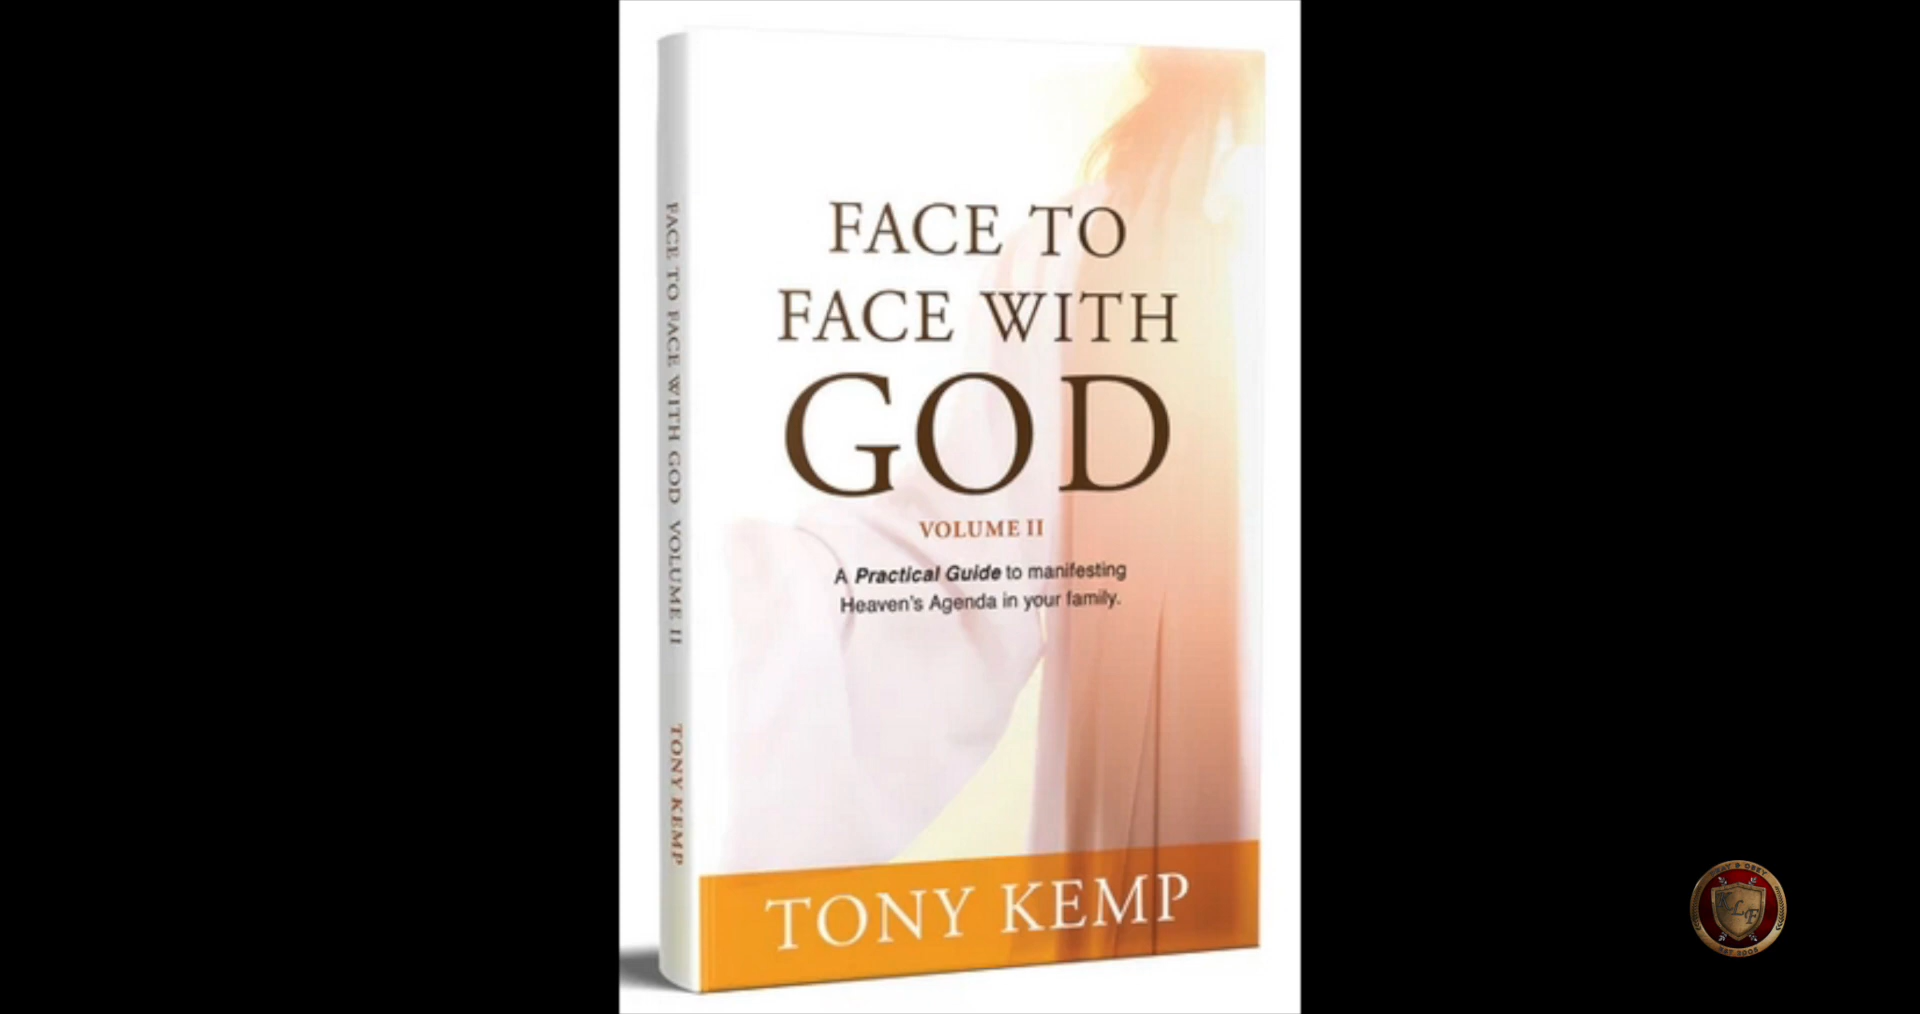 FACE TO
FACE WITH
GOD
VOLUME II
A Practical Guide to manifesting
Heaven's Agenda in your family.
TONY KEMP
FACE TO FACE WITH GOD VOLUME II TONY KEMP